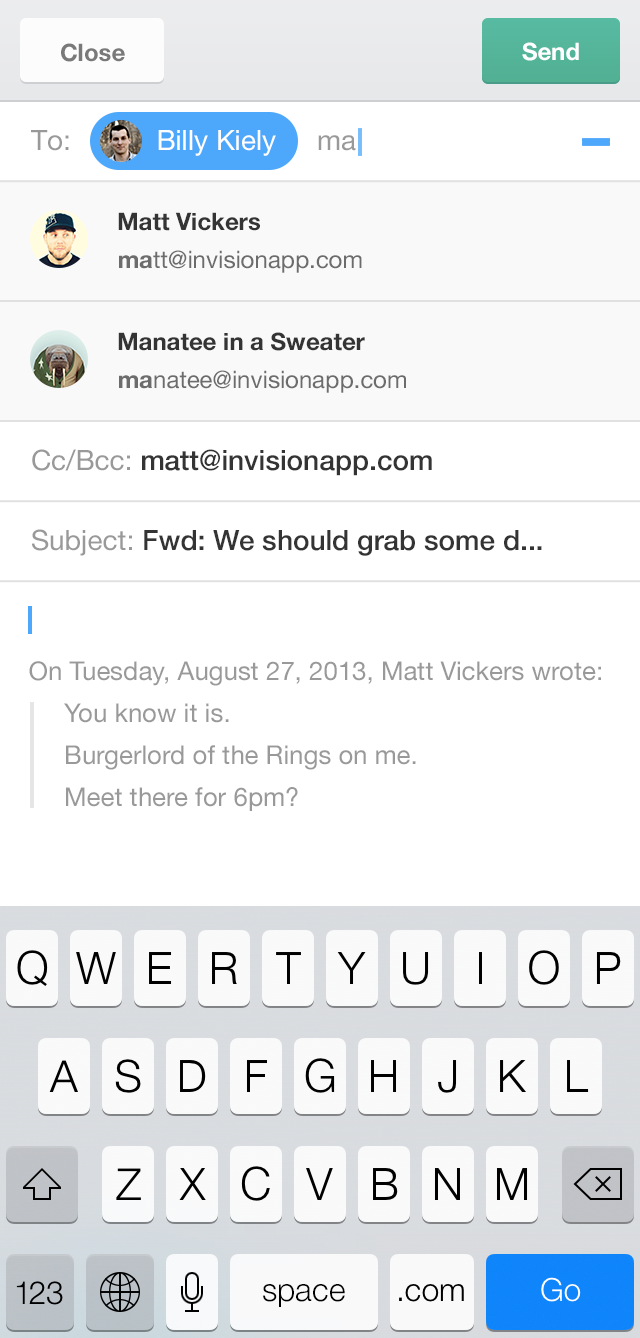 Close Send
To: Billy Kiely ma
Matt Vickers
matt@invisionapp.com
Manatee in a Sweater
manatee@invisionapp.com
Cc/Bcc: matt@invisionapp.com
Subject: Fwd: We should grab some d...
On Tuesday, August 27, 2013, Matt Vickers wrote:
You know it is.
Burgerlord of the Rings on me.
Meet there for 6pm?
Q W E R T Y U I O P
A S D F G H J K L
Z X C V B N M
123 space .com Go